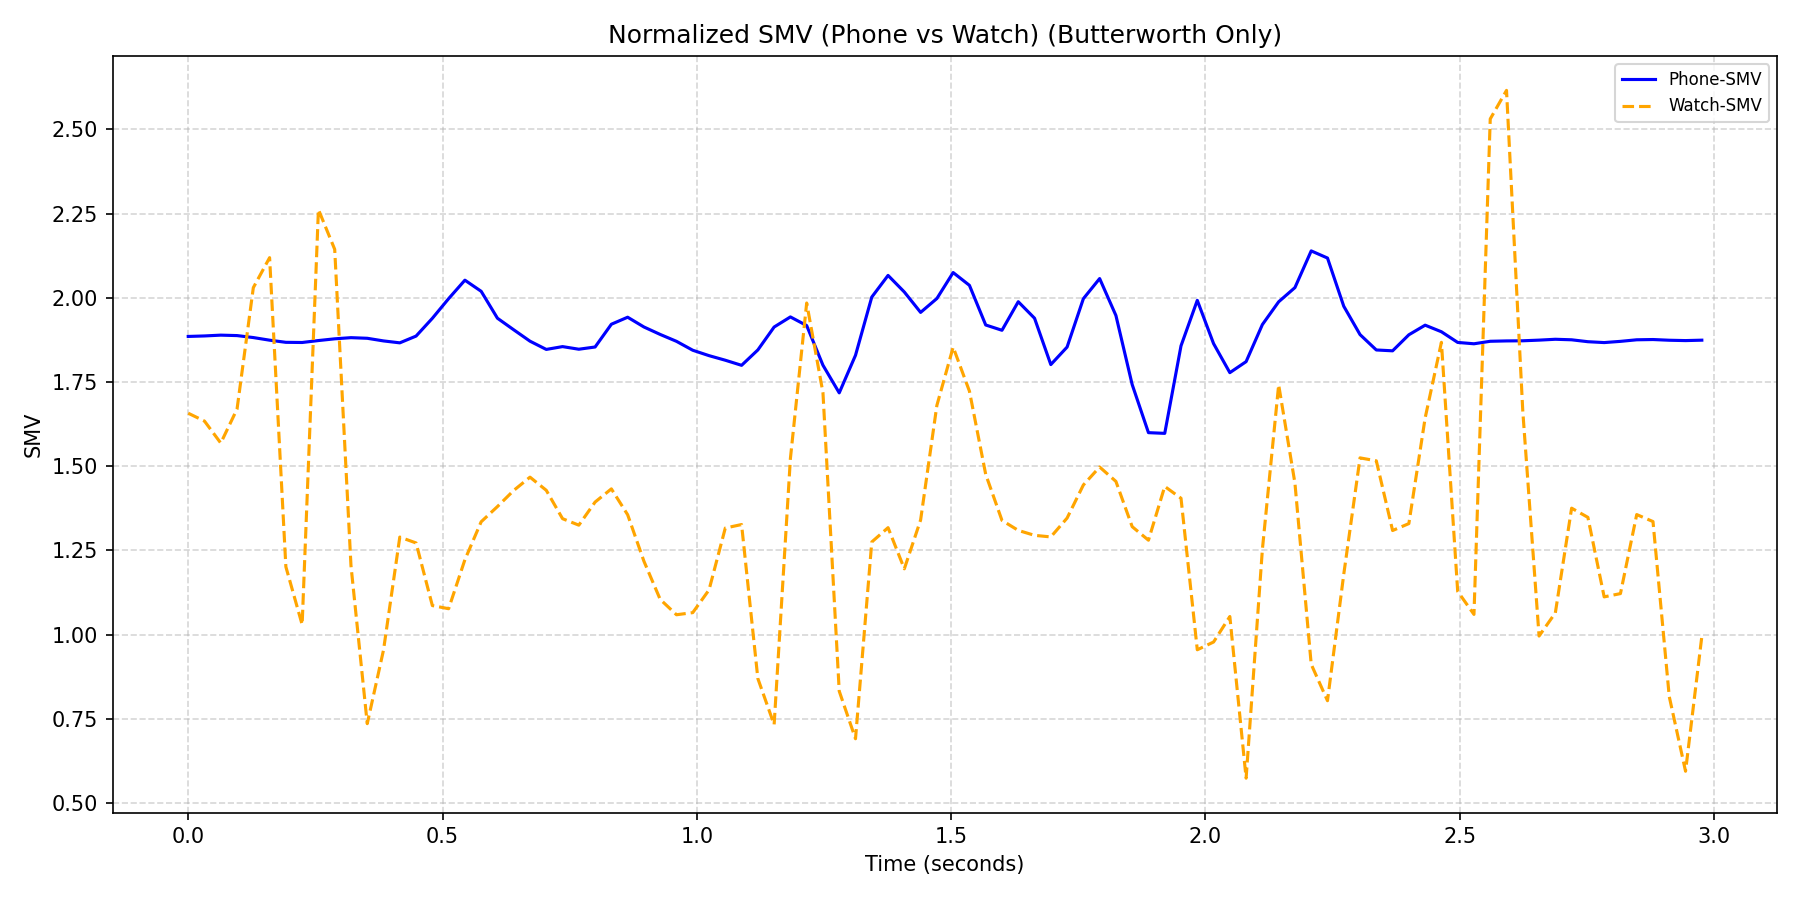 Normalized SMV (Phone vs Watch) (Butterworth Only)
Phone-SMV
Watch-SMV
2.50
2.25
2.00
1.75
1.50
1.25
1.00
0.75
0.50
SMV
0.0 0.5 1.0 1.5 2.0 2.5 3.0
Time (seconds)